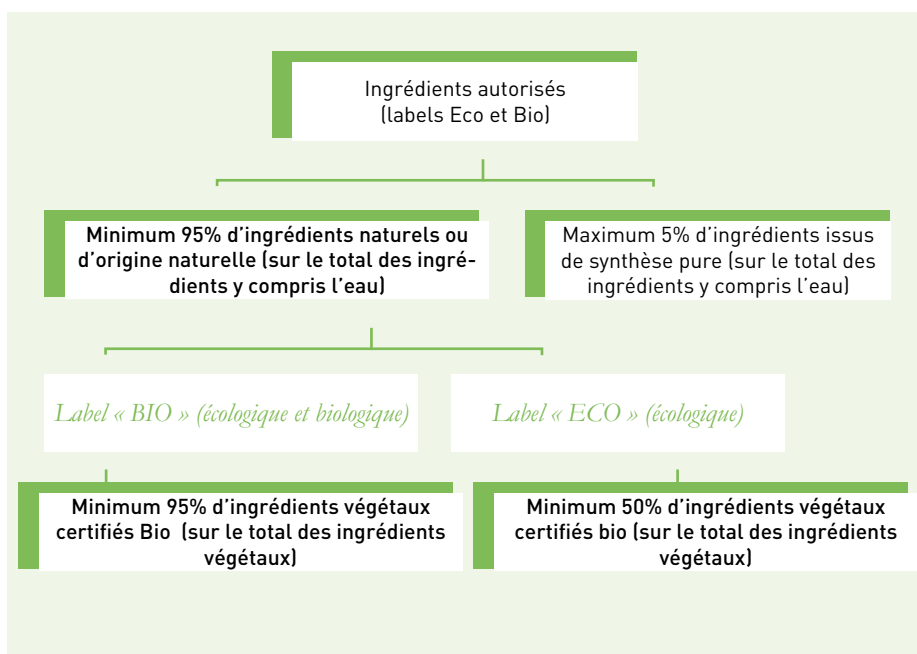 Ingrédients autorisés
(labels Eco et Bio)
Minimum 95% d’ingrédients naturels ou
d’origine naturelle (sur le total des ingré-
dients y compris l’eau)
Maximum 5% d’ingrédients issus
de synthèse pure (sur le total des
ingrédients y compris l’eau)
Label « BIO » (écologique et biologique)
Label « ECO » (écologique)
Minimum 95% d’ingrédients végétaux
certifiés Bio (sur le total des ingrédients
végétaux)
Minimum 50% d’ingrédients végétaux
certifiés bio (sur le total des ingrédients
végétaux)